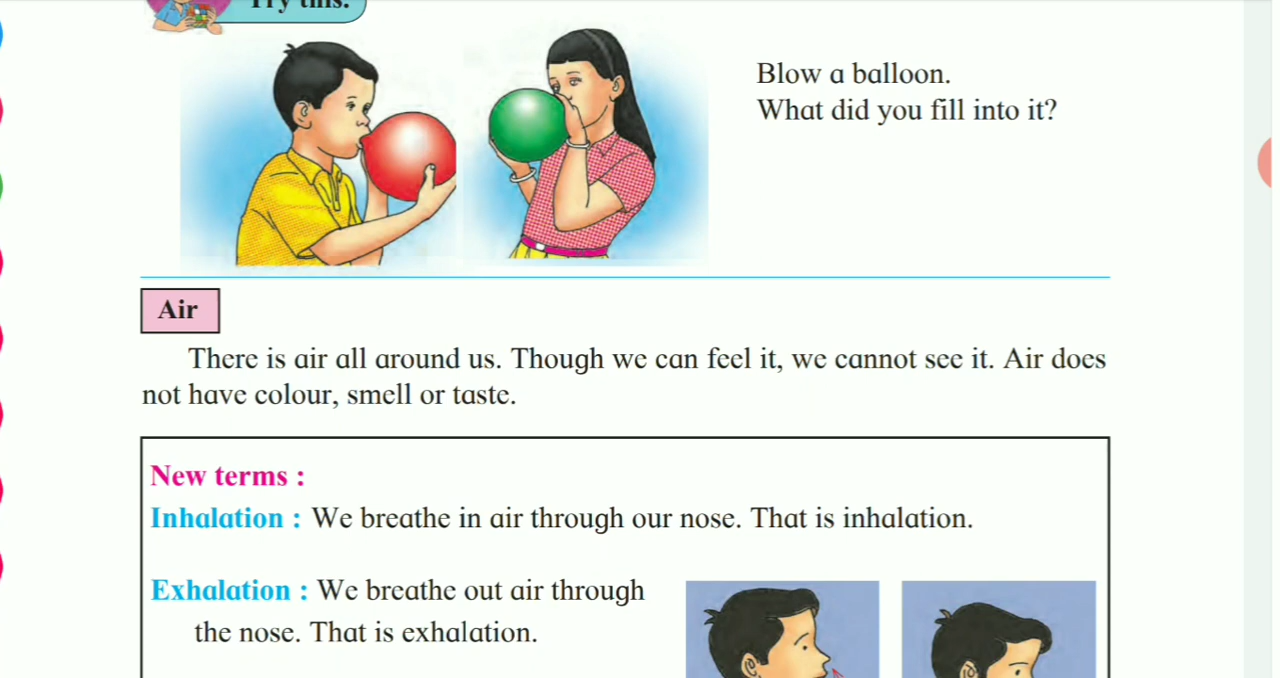 Try this.
Blow a balloon.
What did you fill into it?
Air
There is air all around us. Though we can feel it, we cannot see it. Air does
not have colour, smell or taste.
New terms :
Inhalation : We breathe in air through our nose. That is inhalation.
Exhalation : We breathe out air through
the nose. That is exhalation.